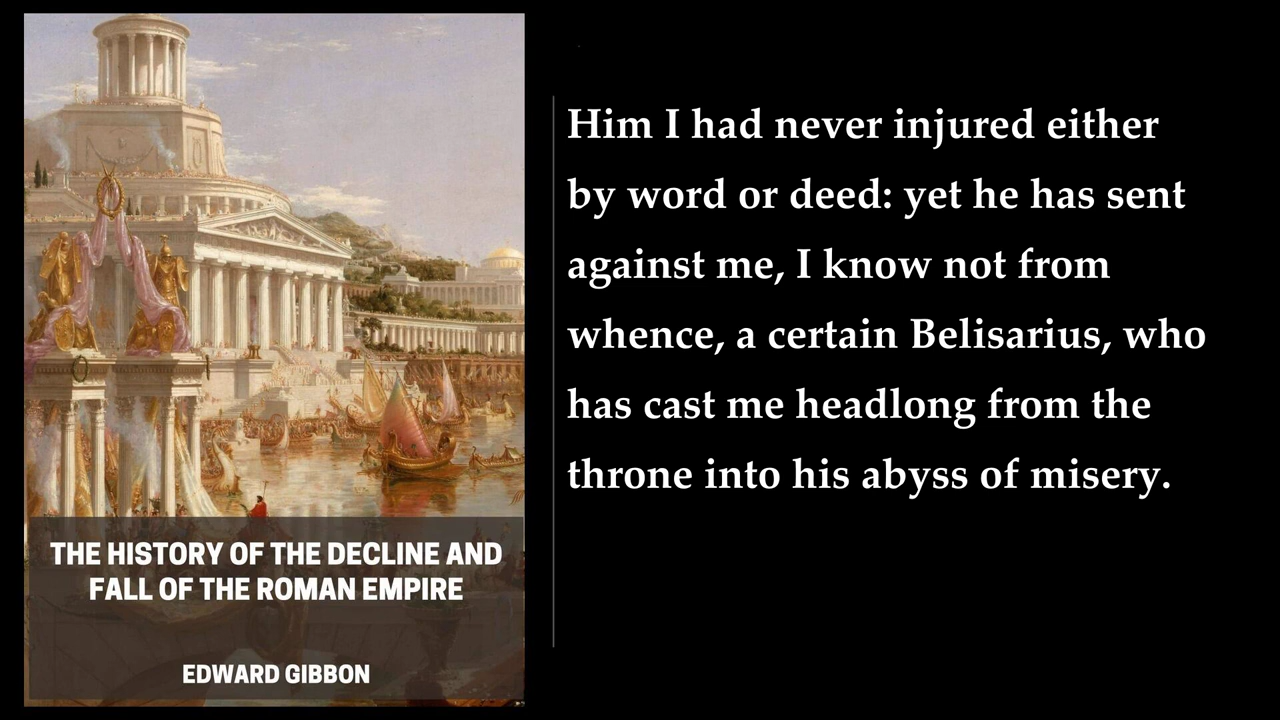 Him I had never injured either
by word or deed: yet he has sent
against me, I know not from
whence, a certain Belisarius, who
has cast me headlong from the
throne into his abyss of misery.
THE HISTORY OF THE DECLINE AND
FALL OF THE ROMAN EMPIRE
EDWARD GIBBON